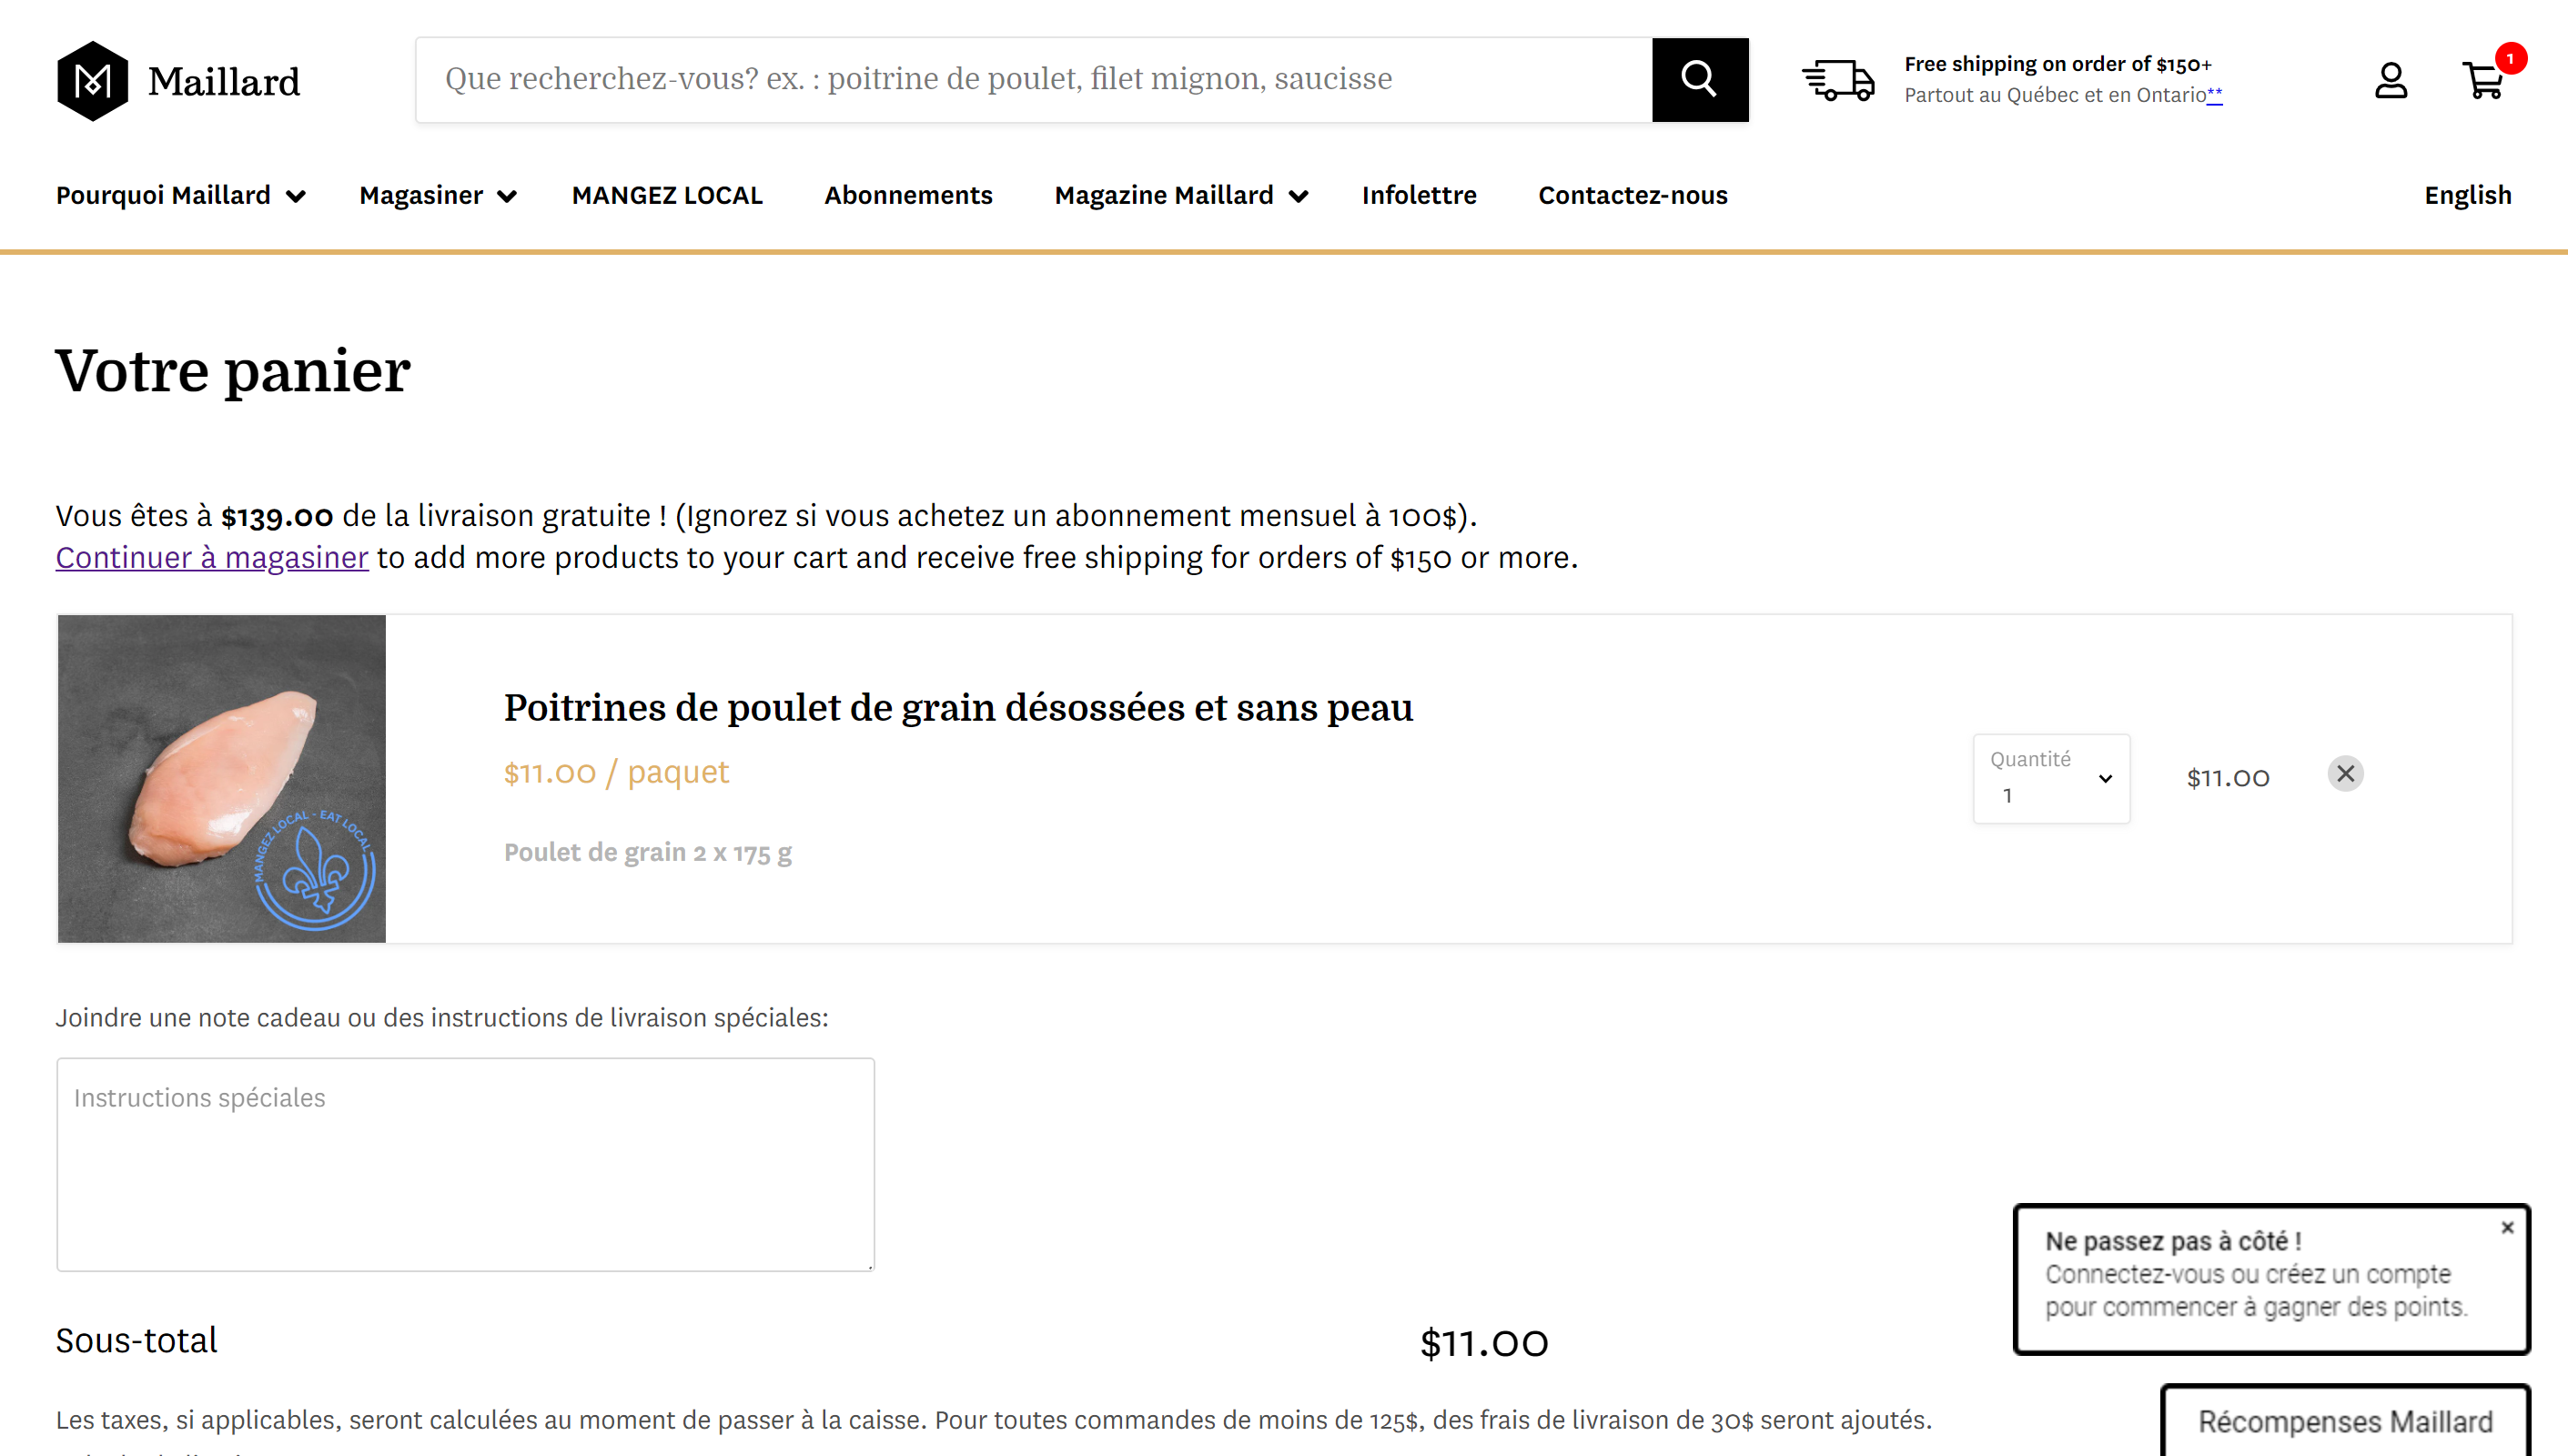 Maillard
Que recherchez-vous? ex. : poitrine de poulet, filet mignon, saucisse
Free shipping on order of $150+
Partout au Québec et en Ontario**
1
Pourquoi Maillard
Magasiner
MANGEZ LOCAL
Abonnements
Magazine Maillard
Infolettre
Contactez-nous
English
Votre panier
Vous êtes à $139.00 de la livraison gratuite ! (Ignorez si vous achetez un abonnement mensuel à 100$).
Continuer à magasiner to add more products to your cart and receive free shipping for orders of $150 or more.
MANGEZ LOCAL - EAT LOCAL
Poitrines de poulet de grain désossées et sans peau
$11.00 / paquet
Poulet de grain 2 x 175 g
Quantité
1
$11.00
Joindre une note cadeau ou des instructions de livraison spéciales:
Instructions spéciales
Sous-total
$11.00
Les taxes, si applicables, seront calculées au moment de passer à la caisse. Pour toutes commandes de moins de 125$, des frais de livraison de 30$ seront ajoutés.
Ne passez pas à côté !
Connectez-vous ou créez un compte
pour commencer à gagner des points.
Récompenses Maillard